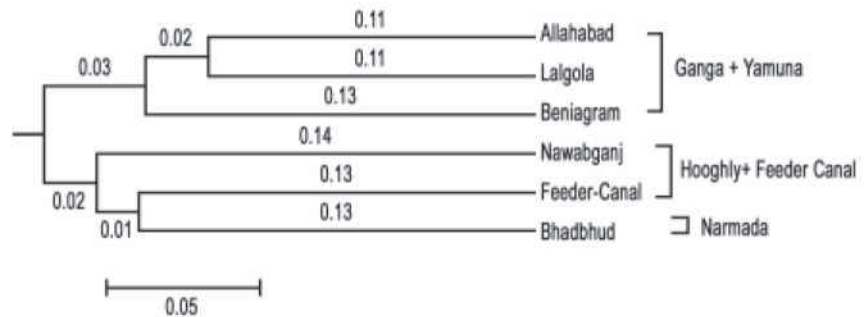 0.11
0.02
Allahabad
0.11
0.03
Lalgola
Ganga + Yamuna
0.13
Beniagram
0.14
Nawabganj
0.13
Hooghly+ Feeder Canal
0.02
Feeder-Canal
0.13
0.01
Bhadbhud
Narmada
0.05